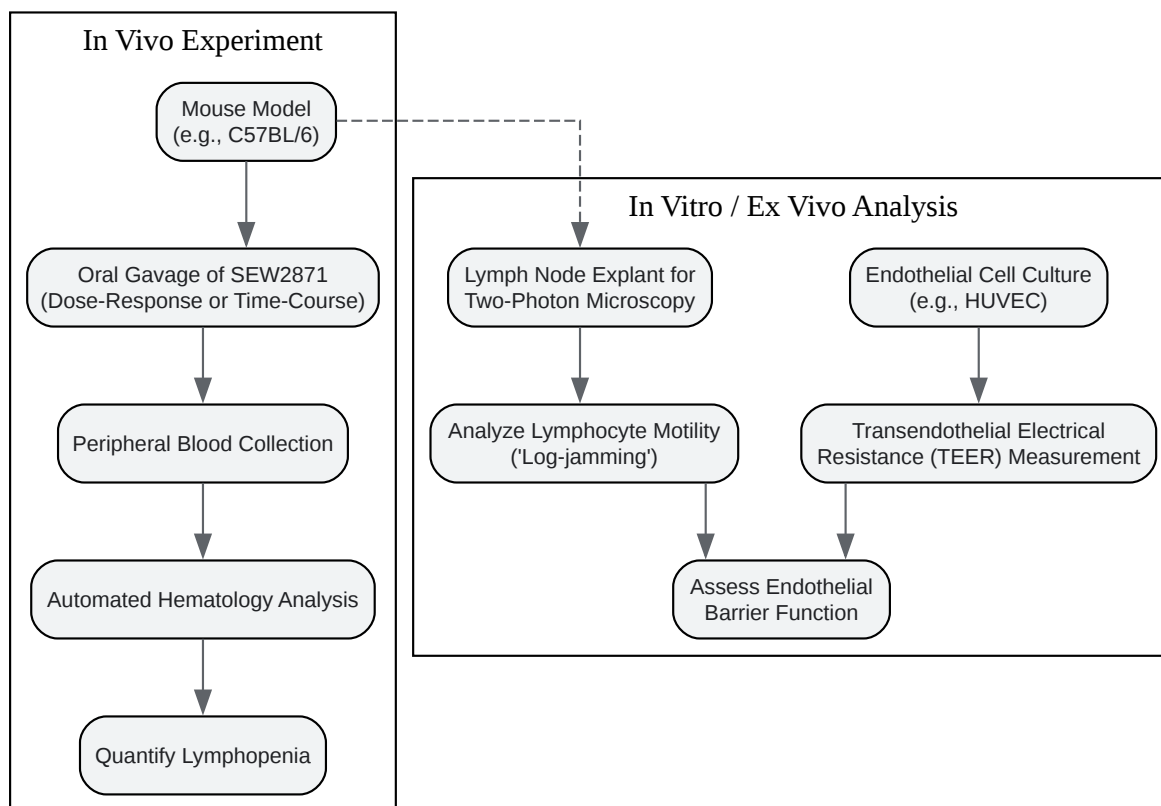 In Vivo Experiment
Mouse Model
(e.g., C57BL/6)
Oral Gavage of SEW2871
(Dose-Response or Time-Course)
Peripheral Blood Collection
Automated Hematology Analysis
Quantify Lymphopenia
In Vitro / Ex Vivo Analysis
Lymph Node Explant for
Two-Photon Microscopy
Endothelial Cell Culture
(e.g., HUVEC)
Analyze Lymphocyte Motility
('Log-jamming')
Transendothelial Electrical
Resistance (TEER) Measurement
Assess Endothelial
Barrier Function